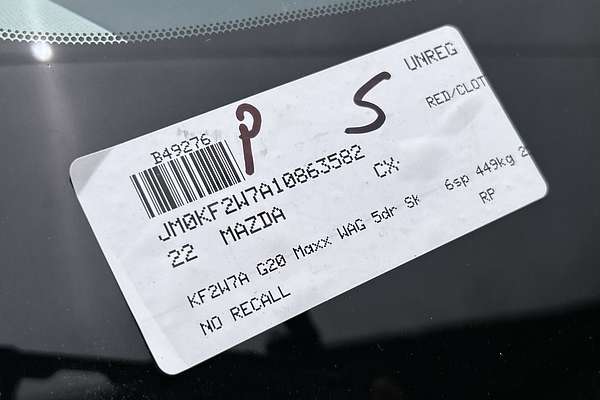 UNREG
P S
B49276
RED/CLOT
JM0KF2W7A10863582
22 MAZDA CX-
KF2W7A G20 Maxx WAG 5dr SK 6sp 449kg 2
NO RECALL RP